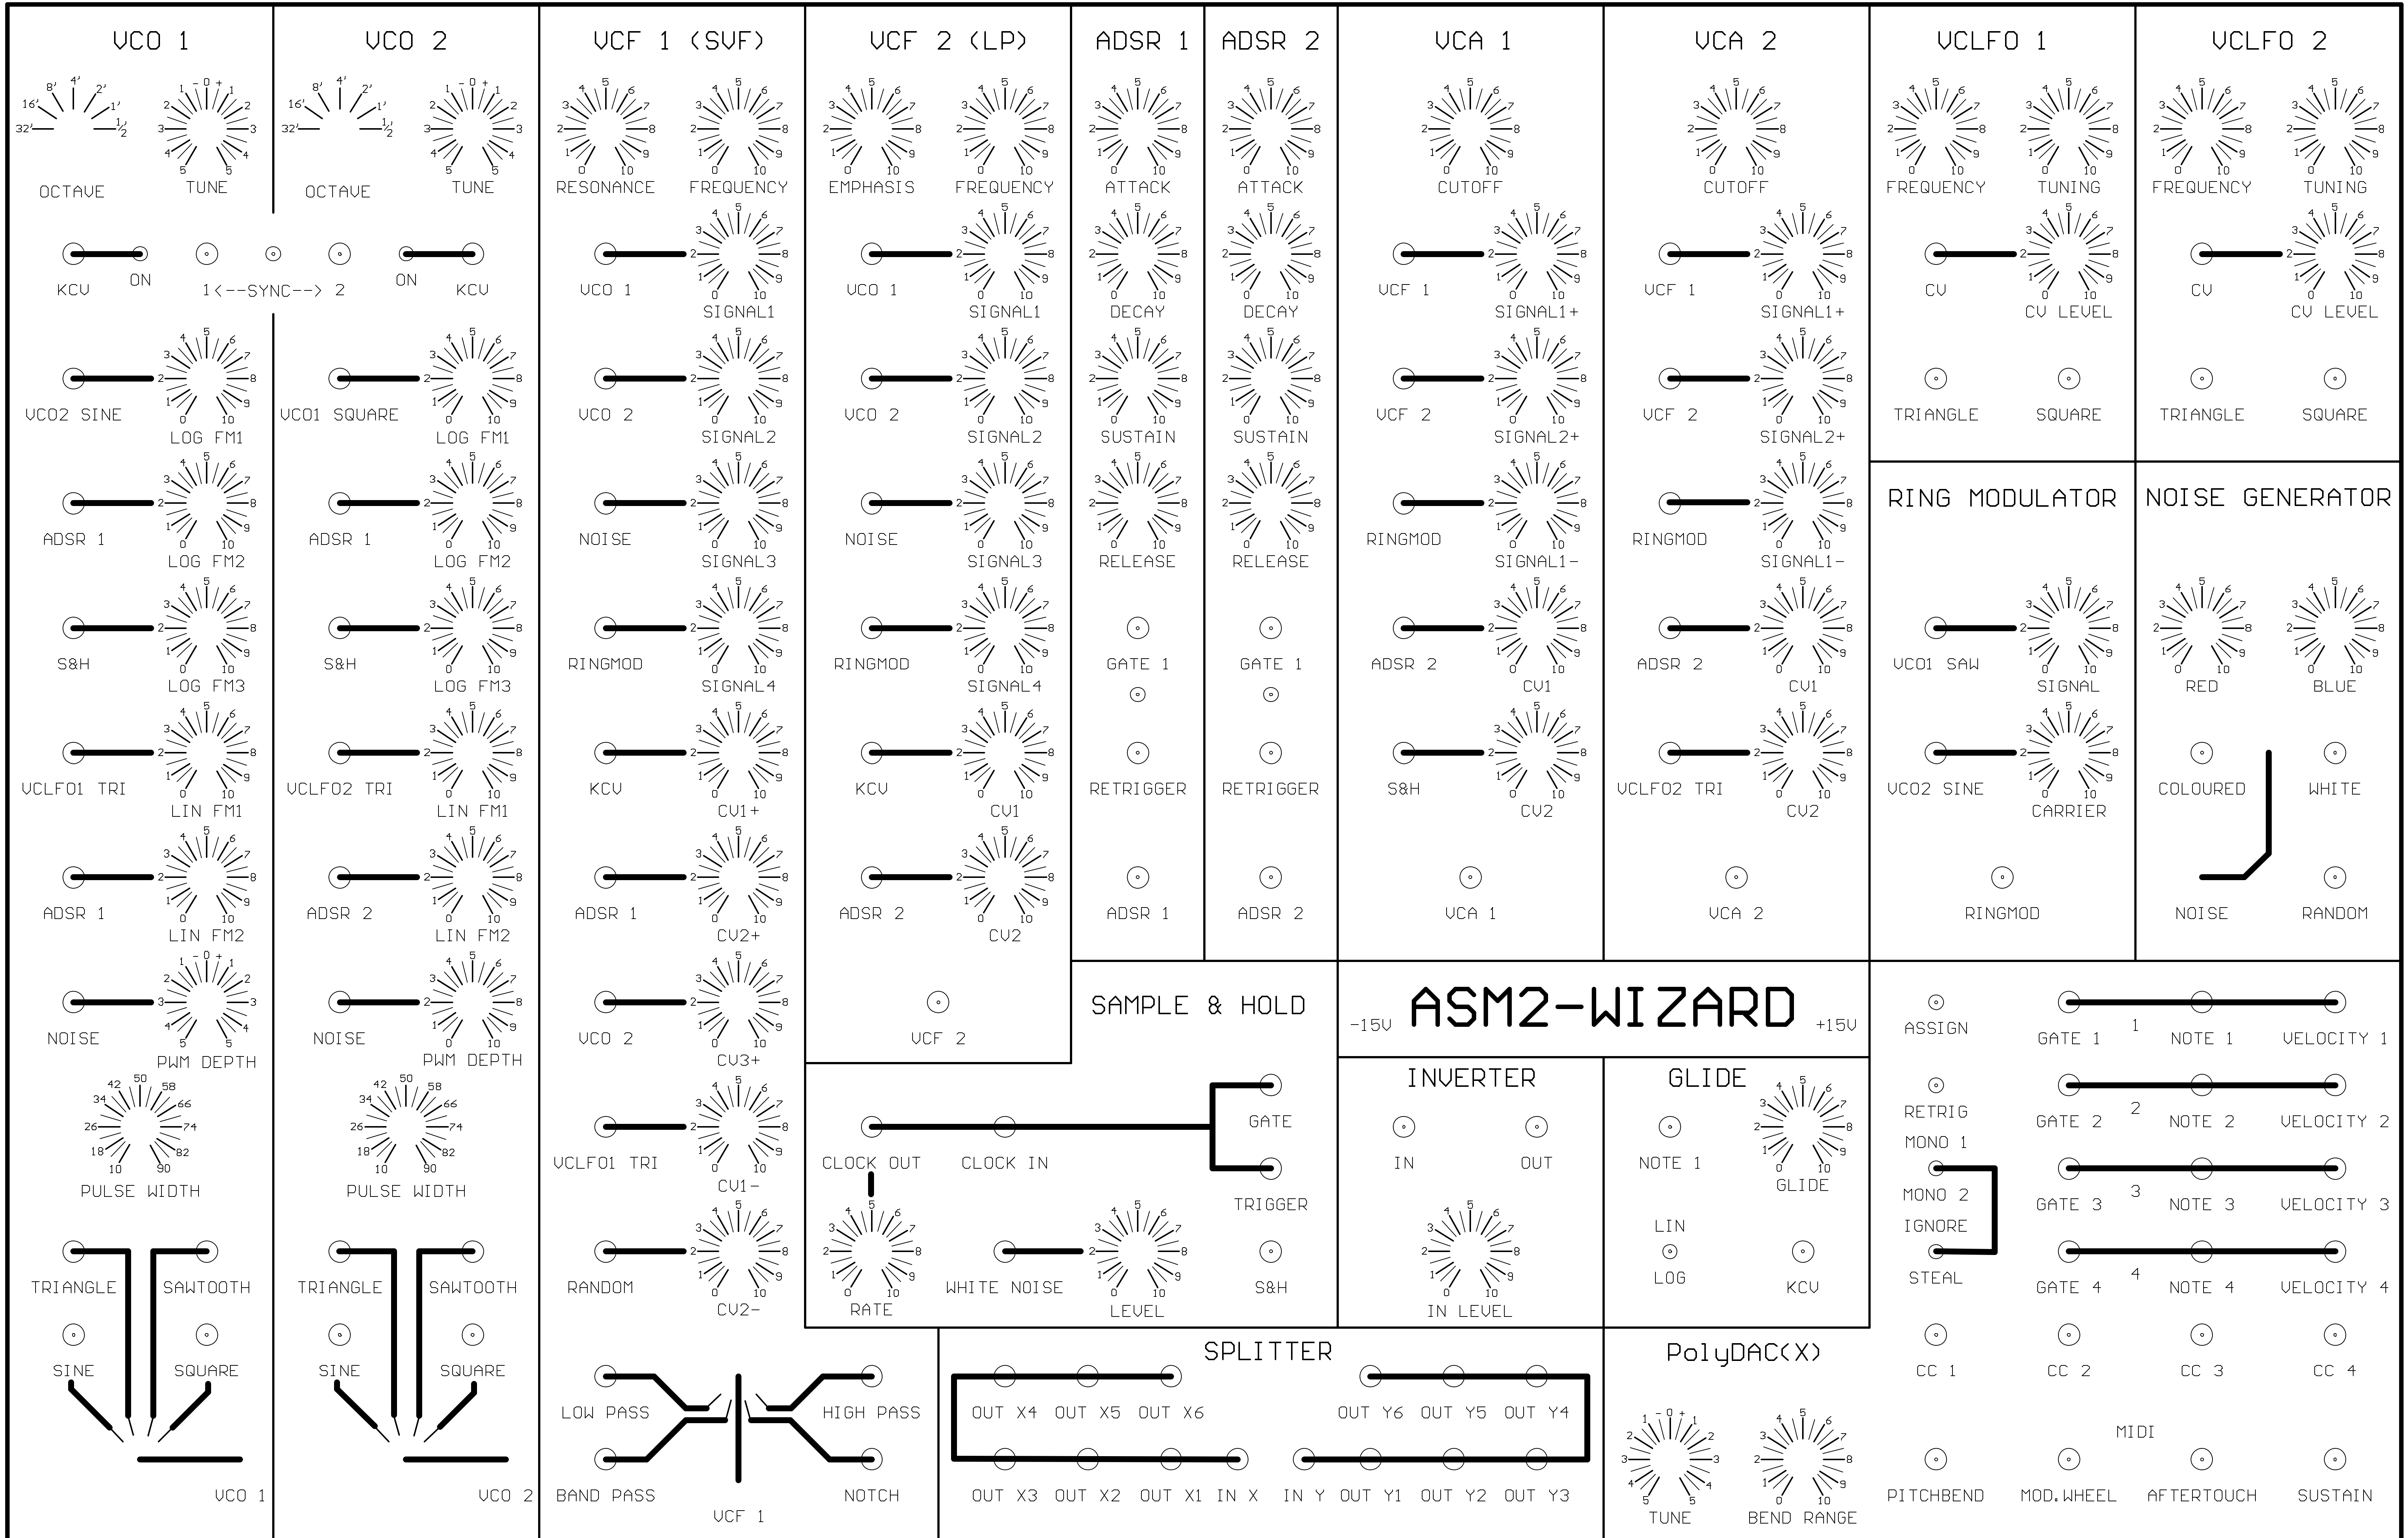 VCO 1 VCO 2 VCF 1 (SVF) VCF 2 (LP) ADSR 1 ADSR 2 VCA 1 VCA 2 VCLFO 1 VCLFO 2
OCTAVE TUNE OCTAVE TUNE RESONANCE FREQUENCY EMPHASIS FREQUENCY ATTACK ATTACK CUTOFF CUTOFF FREQUENCY TUNING FREQUENCY TUNING
KCV ON 1<--SYNC--> 2 ON KCV VCO 1 VCO 1 VCF 1 VCF 1 CV CV
SIGNAL1 SIGNAL1 DECAY DECAY SIGNAL1+ SIGNAL1+ CV LEVEL CV LEVEL
VCO2 SINE VCO1 SQUARE VCO 2 VCO 2 VCF 2 VCF 2 TRIANGLE SQUARE TRIANGLE SQUARE
LOG FM1 LOG FM1 SIGNAL2 SIGNAL2 SUSTAIN SUSTAIN SIGNAL2+ SIGNAL2+
RING MODULATOR NOISE GENERATOR
ADSR 1 ADSR 1 NOISE NOISE RINGMOD RINGMOD
LOG FM2 LOG FM2 SIGNAL3 SIGNAL3 RELEASE RELEASE SIGNAL1- SIGNAL1-
S&H S&H RINGMOD RINGMOD GATE 1 GATE 1 ADSR 2 ADSR 2 VCO1 SAW
LOG FM3 LOG FM3 SIGNAL4 SIGNAL4 CV1 CV1 SIGNAL RED BLUE
VCLFO1 TRI VCLFO2 TRI KCV KCV RETRIGGER RETRIGGER S&H VCLFO2 TRI VCO2 SINE COLOURED WHITE
LIN FM1 LIN FM1 CV1+ CV1 CV2 CV2 CARRIER
ADSR 1 ADSR 2 ADSR 1 ADSR 2 ADSR 1 ADSR 2 VCA 1 VCA 2 RINGMOD NOISE RANDOM
LIN FM2 LIN FM2 CV2+ CV2
SAMPLE & HOLD -15V ASM2-WIZARD +15V
NOISE NOISE VCO 2 VCF 2 ASSIGN GATE 1 1 NOTE 1 VELOCITY 1
PWM DEPTH PWM DEPTH CV3+
INVERTER GLIDE
GATE RETRIG GATE 2 2 NOTE 2 VELOCITY 2
VCLFO1 TRI CLOCK OUT CLOCK IN IN OUT NOTE 1 MONO 1
PULSE WIDTH PULSE WIDTH CV1- GLIDE MONO 2
TRIGGER GATE 3 3 NOTE 3 VELOCITY 3
LIN IGNORE
TRIANGLE SAWTOOTH TRIANGLE SAWTOOTH RANDOM WHITE NOISE S&H LOG KCV STEAL GATE 4 4 NOTE 4 VELOCITY 4
CV2- RATE LEVEL IN LEVEL
SPLITTER PolyDAC(X)
SINE SQUARE SINE SQUARE CC 1 CC 2 CC 3 CC 4
LOW PASS HIGH PASS OUT X4 OUT X5 OUT X6 OUT Y6 OUT Y5 OUT Y4
MIDI
VCO 1 VCO 2 BAND PASS NOTCH OUT X3 OUT X2 OUT X1 IN X IN Y OUT Y1 OUT Y2 OUT Y3 PITCHBEND MOD.WHEEL AFTERTOUCH SUSTAIN
VCF 1 TUNE BEND RANGE